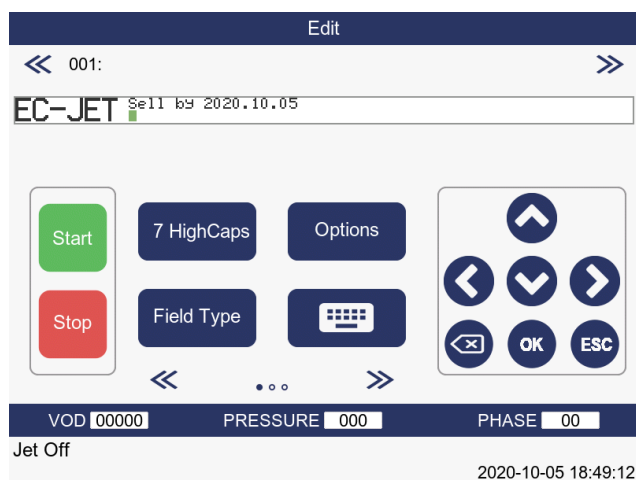 Edit
001:
EC-JET Sell by 2020.10.05
Start 7 HighCaps Options
Stop Field Type
OK ESC
VOD 00000 PRESSURE 000 PHASE 00
Jet Off
2020-10-05 18:49:12